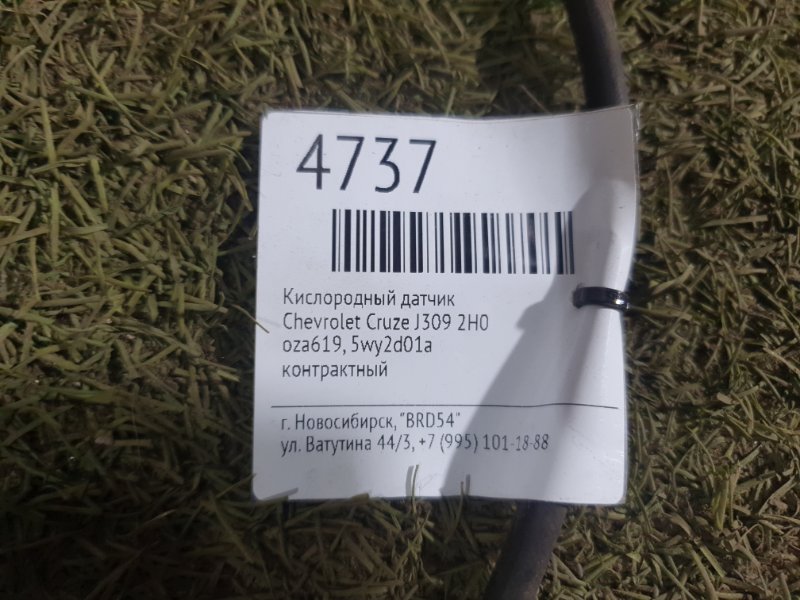 4737
Кислородный датчик
Chevrolet Cruze J309 2H0
oza619, 5wy2d01a
контрактный
г. Новосибирск, "BRD54"
ул. Ватутина 44/3, +7 (995) 101-18-88